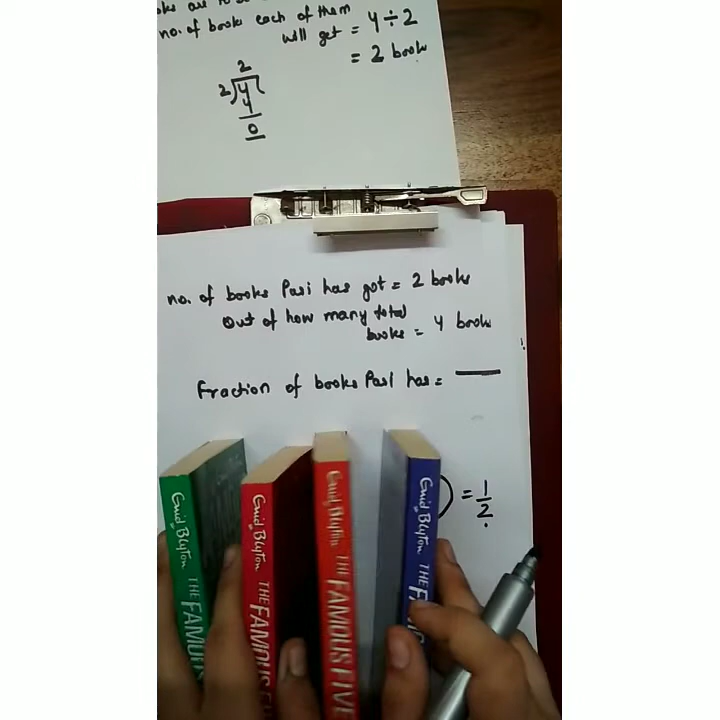 no. of books each of them
will get = 4 ÷ 2
= 2 books
2
2 4
4
0
no. of books Pari has got = 2 books
Out of how many total
books = 4 books
Fraction of books Pari has =
= 1
2
Enid Blyton THE FAMOUS
Enid Blyton THE FAMOUS
Enid Blyton THE FAMOUS FIVE
Enid Blyton THE